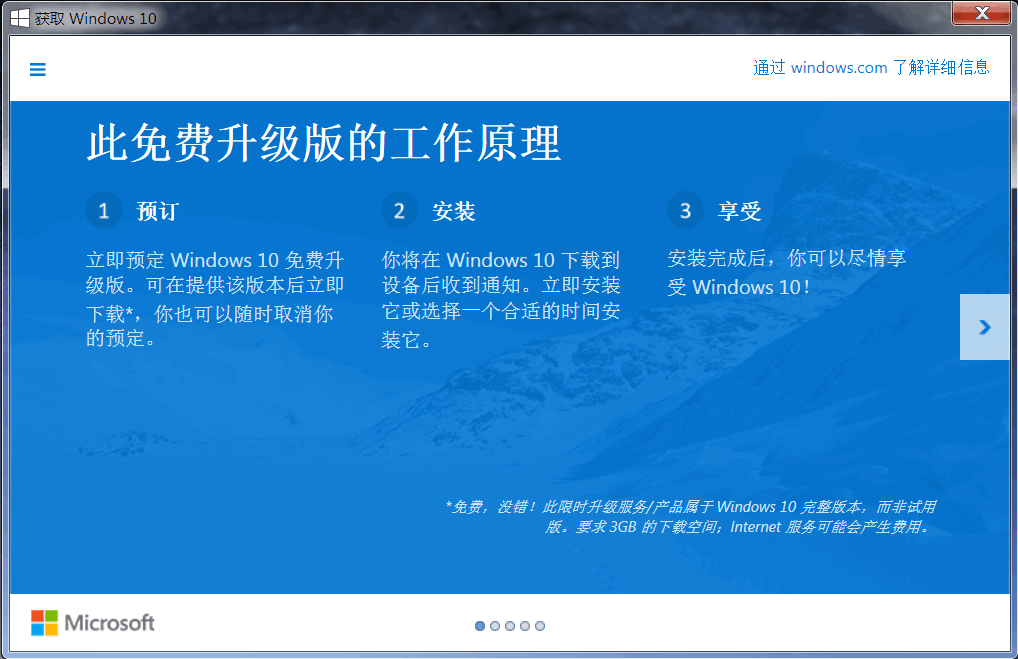 获取 Windows 10
通过 windows.com 了解详细信息
此免费升级版的工作原理
1 预订
立即预定 Windows 10 免费升
级版。可在提供该版本后立即
下载*，你也可以随时取消你
的预定。
2 安装
你将在 Windows 10 下载到
设备后收到通知。立即安装
它或选择一个合适的时间安
装它。
3 享受
安装完成后，你可以尽情享
受 Windows 10！
*免费，没错！此限时升级服务/产品属于 Windows 10 完整版本，而非试用
版。要求 3GB 的下载空间；Internet 服务可能会产生费用。
Microsoft